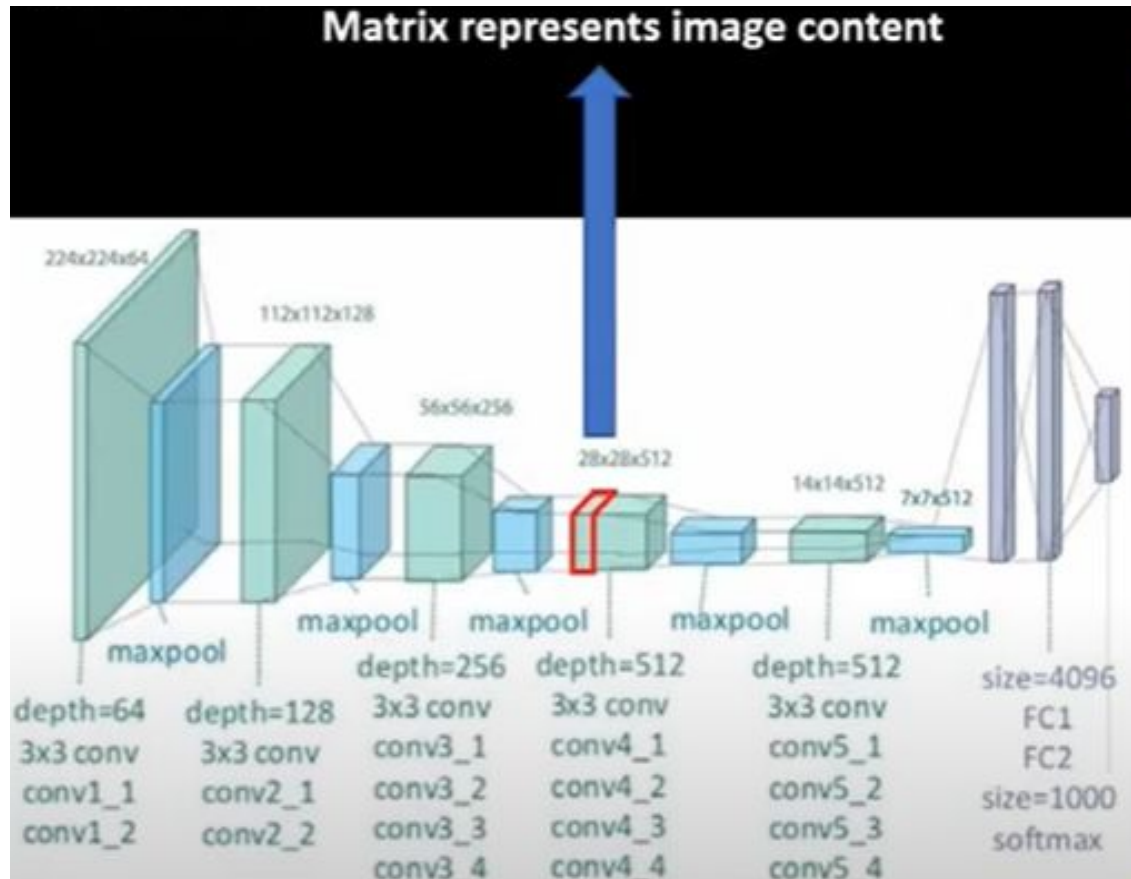 Matrix represents image content
224x224x64
112x112x128
56x56x256
28x28x512
14x14x512
7x7x512
maxpool
maxpool
maxpool
maxpool
maxpool
depth=64
3x3 conv
conv1_1
conv1_2
depth=128
3x3 conv
conv2_1
conv2_2
depth=256
3x3 conv
conv3_1
conv3_2
conv3_3
conv3_4
depth=512
3x3 conv
conv4_1
conv4_2
conv4_3
conv4_4
depth=512
3x3 conv
conv5_1
conv5_2
conv5_3
conv5_4
size=4096
FC1
FC2
size=1000
softmax